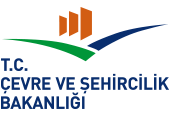 T.C.
ÇEVRE VE ŞEHİRCİLİK
BAKANLIĞI